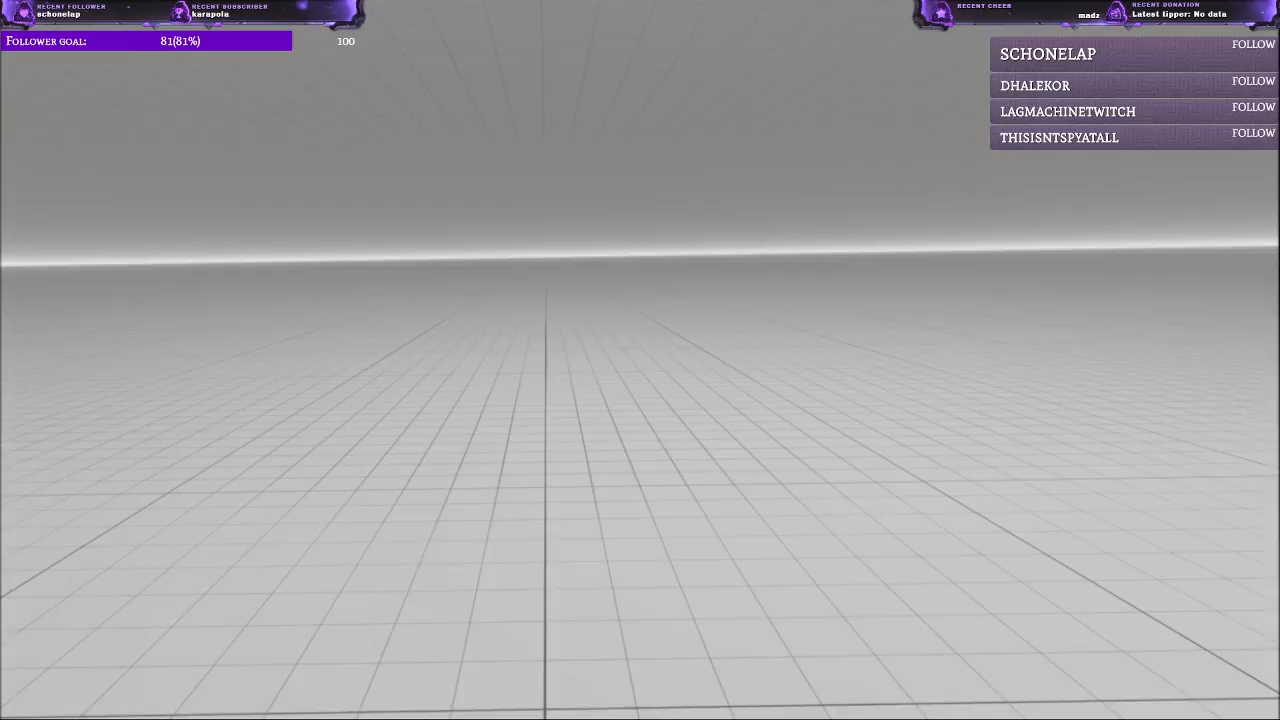 RECENT FOLLOWER
schonelap
RECENT SUBSCRIBER
karapola
RECENT CHEER
madz
RECENT DONATION
Latest tipper: No data
FOLLOWER GOAL: 81(81%) 100
SCHONELAP FOLLOW
DHALEKOR FOLLOW
LAGMACHINETWITCH FOLLOW
THISISNTSPYATALL FOLLOW